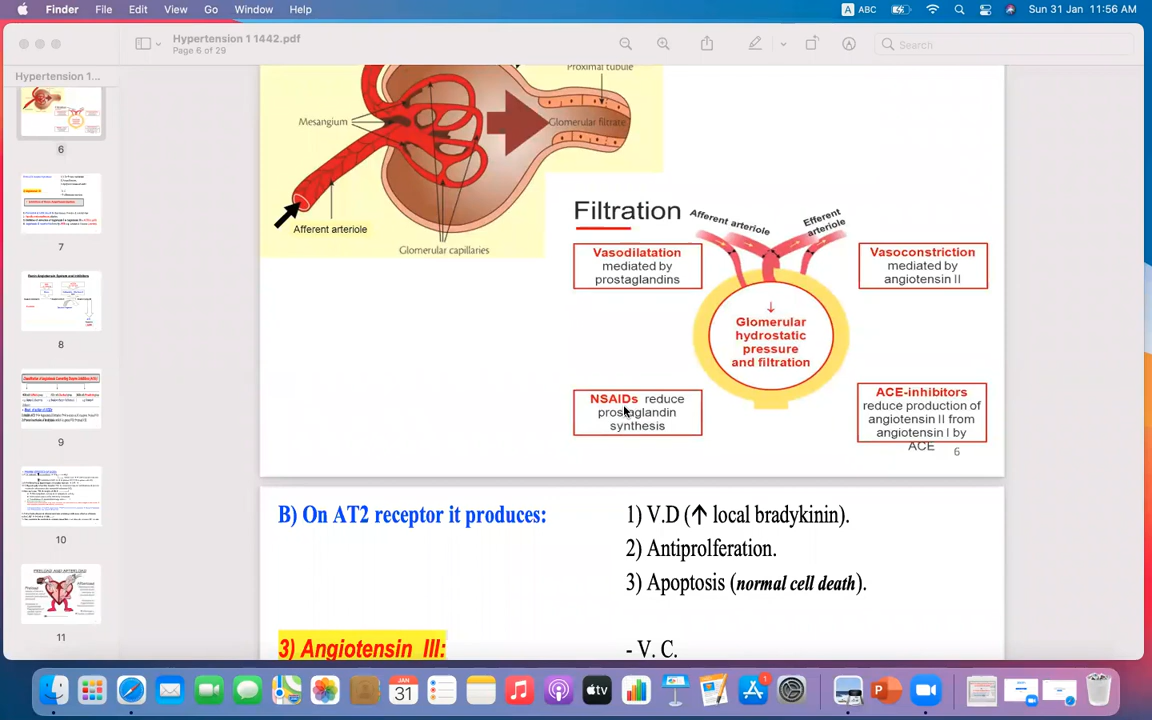 Finder File Edit View Go Window Help
A ABC Sun 31 Jan 11:56 AM
Hypertension 1 1442.pdf
Page 6 of 29
Search
Hypertension 1...
6
7
8
9
10
11
Proximal tubule
Mesangium
Glomerular filtrate
Afferent arteriole
Glomerular capillaries
Filtration
Afferent arteriole
Efferent
arteriole
Vasodilatation
mediated by
prostaglandins
Vasoconstriction
mediated by
angiotensin II
↓
Glomerular
hydrostatic
pressure
and filtration
NSAIDs reduce
prostaglandin
synthesis
ACE-inhibitors
reduce production of
angiotensin II from
angiotensin I by
ACE
6
B) On AT2 receptor it produces:
1) V.D (↑ local bradykinin).
2) Antiprolferation.
3) Apoptosis (normal cell death).
3) Angiotensin III:
- V. C.
JAN
31
tv
1
P